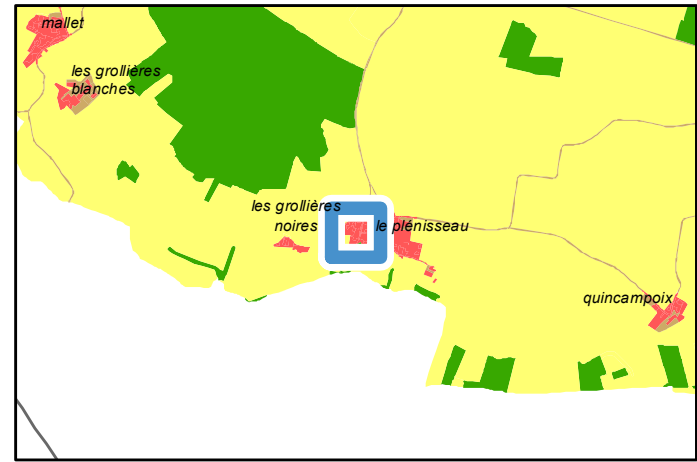 mallet
les grollières
blanches
les grollières
noires
le plénisseau
quincampoix